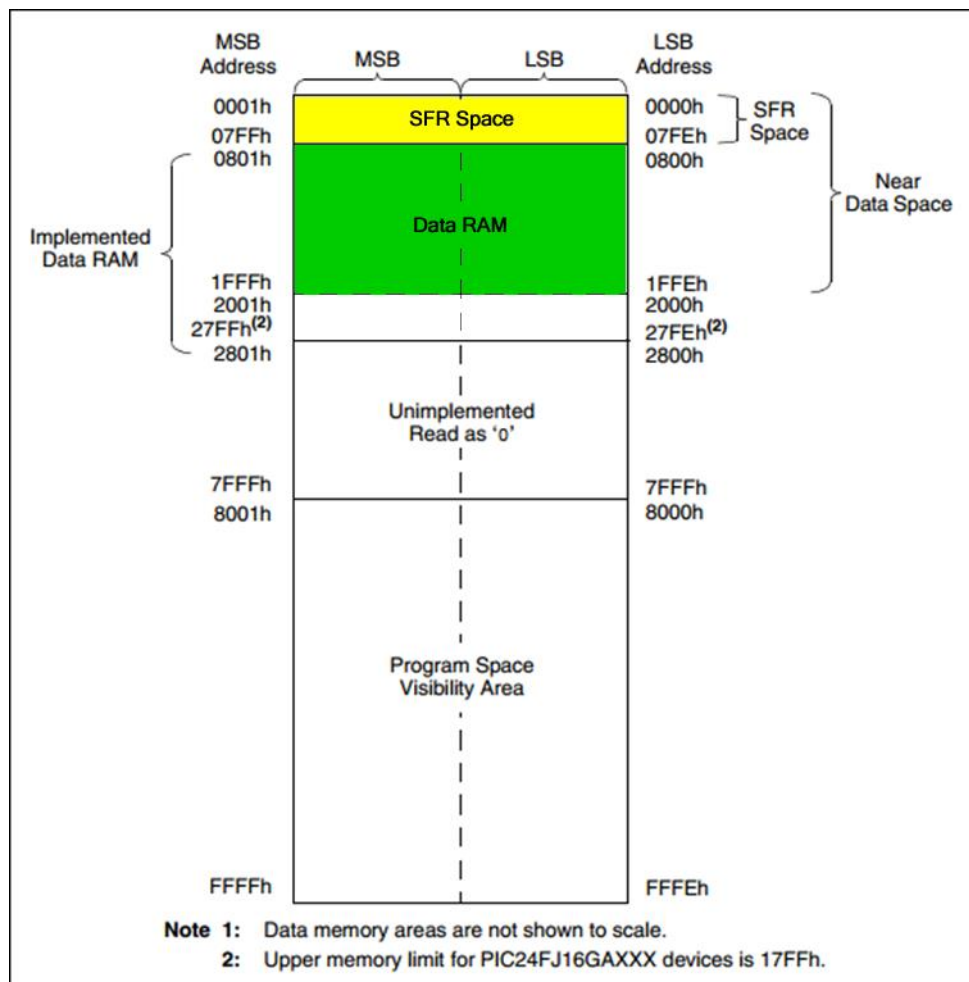 MSB
Address
MSB
LSB
LSB
Address
0001h
SFR Space
0000h
SFR
Space
07FFh
07FEh
0801h
0800h
Near
Data Space
Implemented
Data RAM
Data RAM
1FFFh
1FFEh
2001h
2000h
27FFh(2)
27FEh(2)
2801h
2800h
Unimplemented
Read as ‘0’
7FFFh
7FFFh
8001h
8000h
Program Space
Visibility Area
FFFFh
FFFEh
Note 1: Data memory areas are not shown to scale.
2: Upper memory limit for PIC24FJ16GAXXX devices is 17FFh.